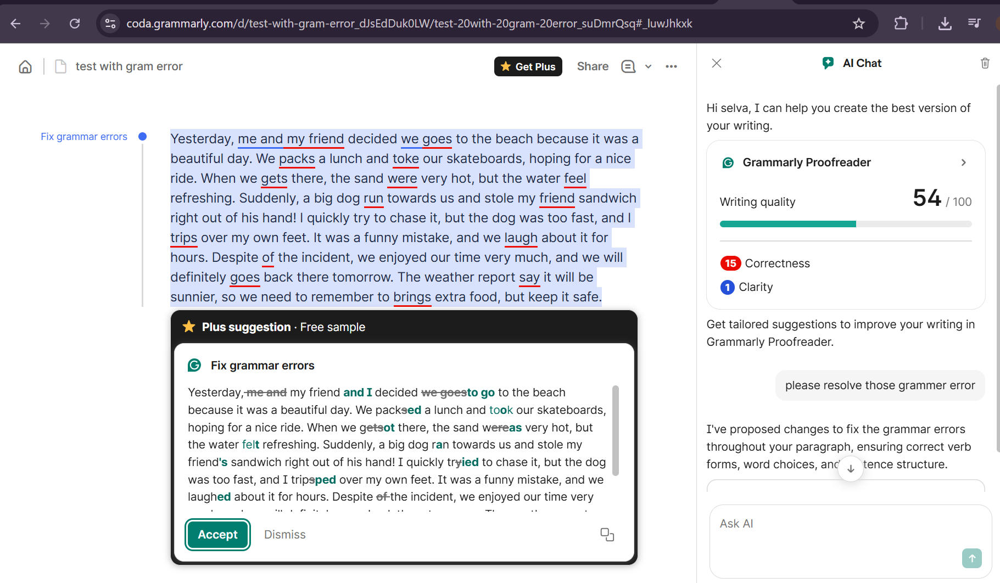 coda.grammarly.com/d/test-with-gram-error_dJsEdDuk0LW/test-20with-20gram-20error_suDmrQsq#_luwJhkxk
test with gram error
Get Plus
Share
Fix grammar errors
Yesterday, me and my friend decided we goes to the beach because it was a
beautiful day. We packs a lunch and toke our skateboards, hoping for a nice
ride. When we gets there, the sand were very hot, but the water feel
refreshing. Suddenly, a big dog run towards us and stole my friend sandwich
right out of his hand! I quickly try to chase it, but the dog was too fast, and I
trips over my own feet. It was a funny mistake, and we laugh about it for
hours. Despite of the incident, we enjoyed our time very much, and we will
definitely goes back there tomorrow. The weather report say it will be
sunnier, so we need to remember to brings extra food, but keep it safe.
Plus suggestion · Free sample
Fix grammar errors
Yesterday, me and my friend and I decided we goesto go to the beach
because it was a beautiful day. We packsed a lunch and took our skateboards,
hoping for a nice ride. When we getsot there, the sand wereas very hot, but
the water felt refreshing. Suddenly, a big dog ran towards us and stole my
friend's sandwich right out of his hand! I quickly tryied to chase it, but the dog
was too fast, and I tripsped over my own feet. It was a funny mistake, and we
laughed about it for hours. Despite of the incident, we enjoyed our time very
Accept
Dismiss
AI Chat
Hi selva, I can help you create the best version of
your writing.
Grammarly Proofreader
Writing quality
54 / 100
15 Correctness
1 Clarity
Get tailored suggestions to improve your writing in
Grammarly Proofreader.
please resolve those grammer error
I've proposed changes to fix the grammar errors
throughout your paragraph, ensuring correct verb
forms, word choices, and structure.
Ask AI